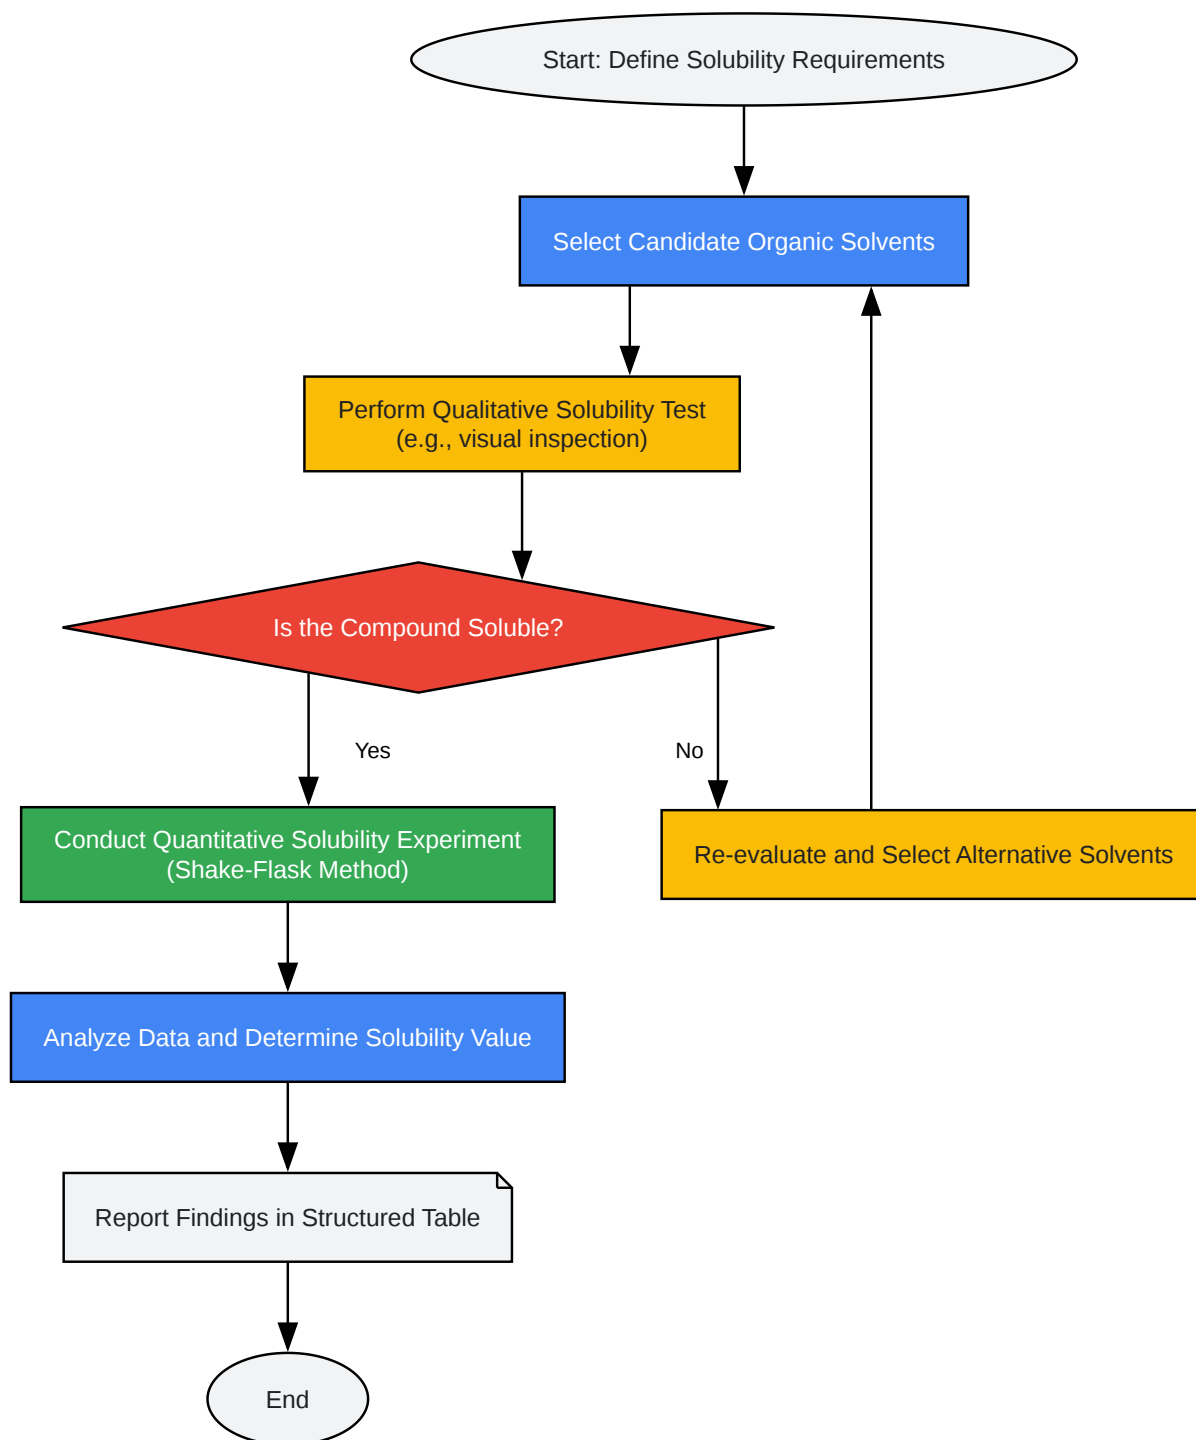 Start: Define Solubility Requirements
Select Candidate Organic Solvents
Perform Qualitative Solubility Test
(e.g., visual inspection)
Is the Compound Soluble?
Yes
No
Conduct Quantitative Solubility Experiment
(Shake-Flask Method)
Re-evaluate and Select Alternative Solvents
Analyze Data and Determine Solubility Value
Report Findings in Structured Table
End